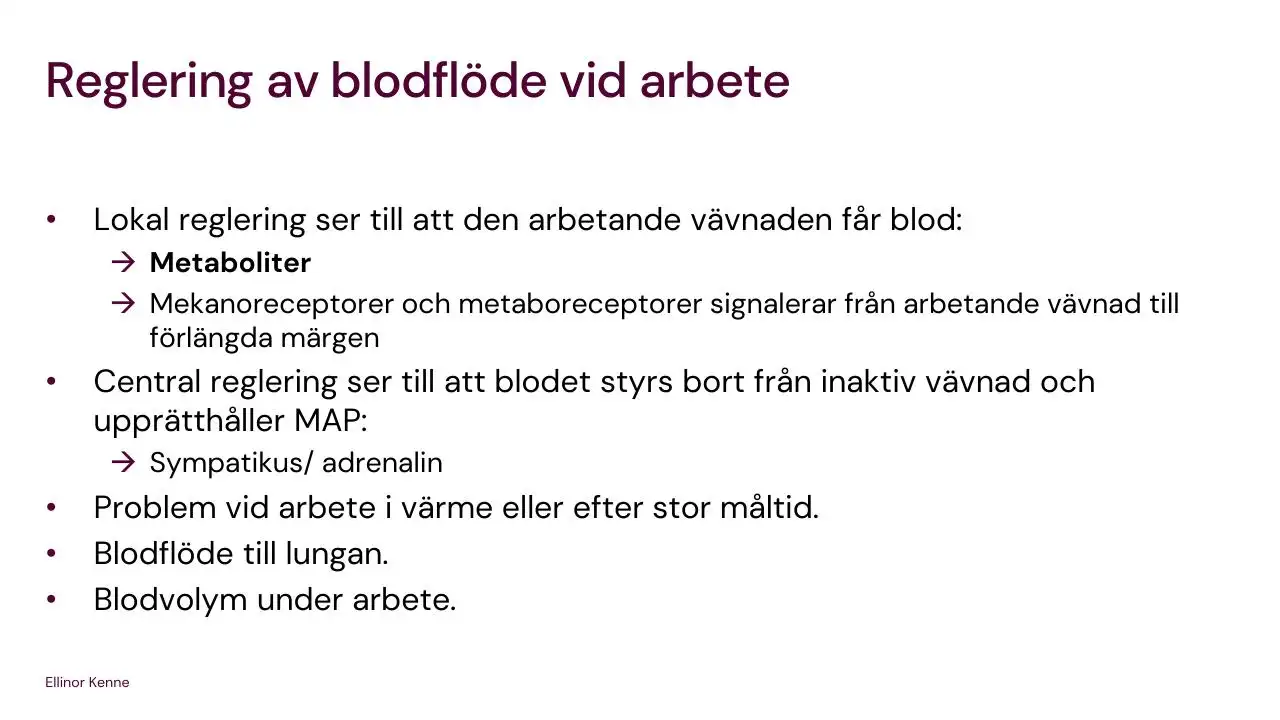 Reglering av blodflöde vid arbete
• Lokal reglering ser till att den arbetande vävnaden får blod:
→ Metaboliter
→ Mekanoreceptorer och metaboreceptorer signalerar från arbetande vävnad till
förlängda märgen
• Central reglering ser till att blodet styrs bort från inaktiv vävnad och
upprätthåller MAP:
→ Sympatikus/ adrenalin
• Problem vid arbete i värme eller efter stor måltid.
• Blodflöde till lungan.
• Blodvolym under arbete.
Ellinor Kenne